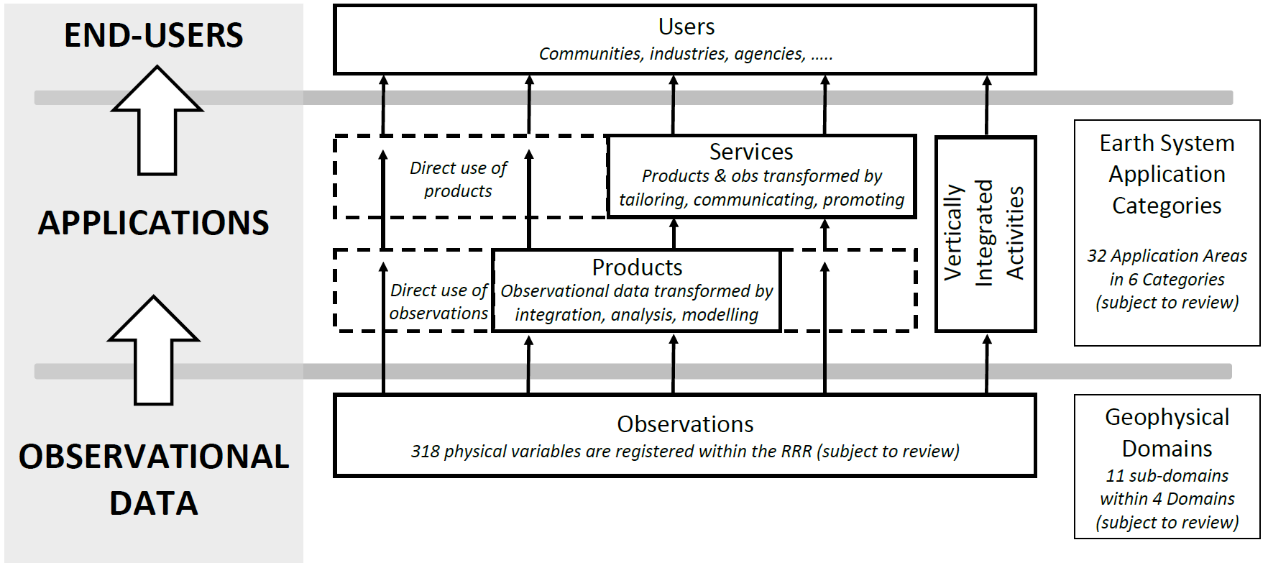 END-USERS
APPLICATIONS
OBSERVATIONAL
DATA
Users
Communities, industries, agencies, .....
Direct use of
products
Services
Products & obs transformed by
tailoring, communicating, promoting
Direct use of
observations
Products
Observational data transformed by
integration, analysis, modelling
Vertically
Integrated
Activities
Observations
318 physical variables are registered within the RRR (subject to review)
Earth System
Application
Categories
32 Application Areas
in 6 Categories
(subject to review)
Geophysical
Domains
11 sub-domains
within 4 Domains
(subject to review)